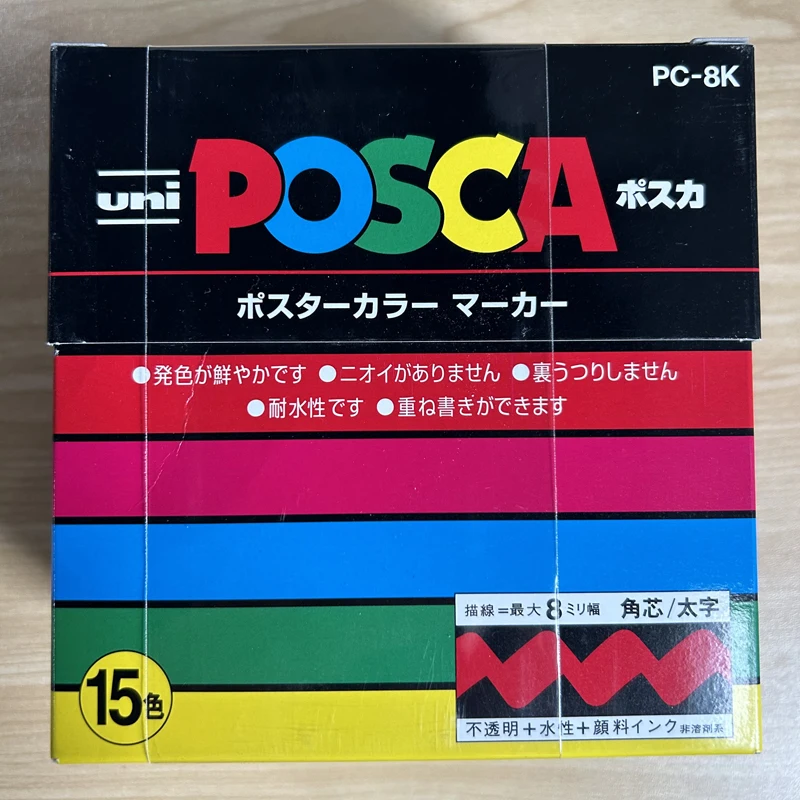 PC-8K
uni POSCA ポスカ
ポスターカラー マーカー
●発色が鮮やかです ●ニオイがありません ●裏うつりしません
●耐水性です ●重ね書きができます
描線=最大8ミリ幅 角芯/太字
15色
不透明+水性+顔料インク 非溶剤系